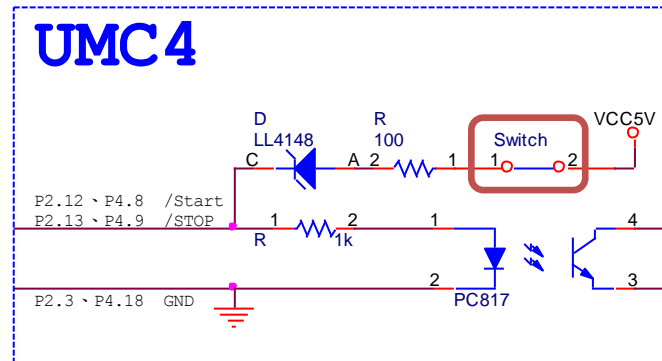 UMC4
D
LL4148
R
100
Switch
VCC5V
C
A
2
1
1
2
P2.12、P4.8 /Start
P2.13、P4.9 /STOP
1
2
R
1k
1
4
2
3
P2.3、P4.18 GND
PC817